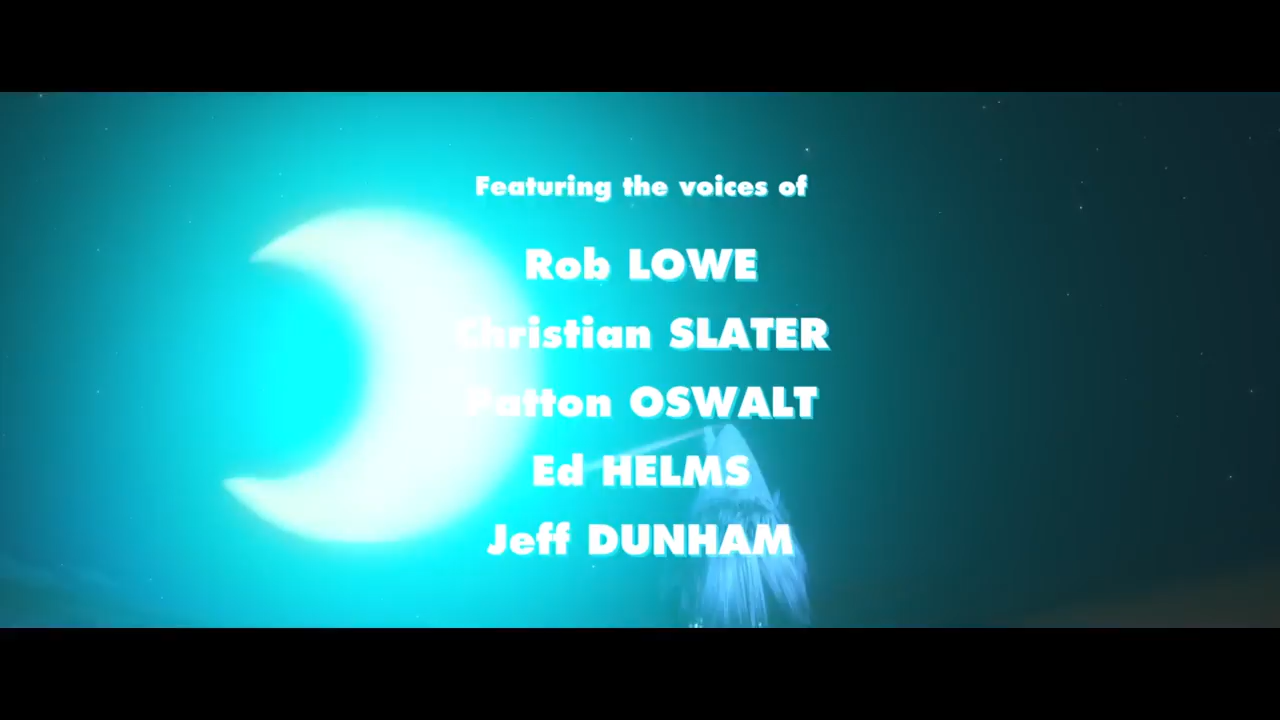 Featuring the voices of
Rob LOWE
Christian SLATER
Patton OSWALT
Ed HELMS
Jeff DUNHAM